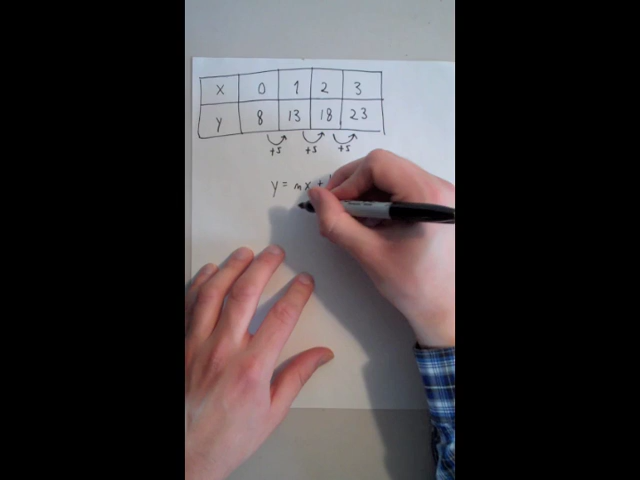 x 0 1 2 3
y 8 13 18 23
+5 +5 +5
y = mx +